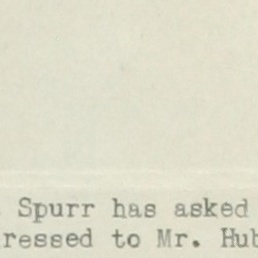 Spurr has asked
ressed to Mr. Hub